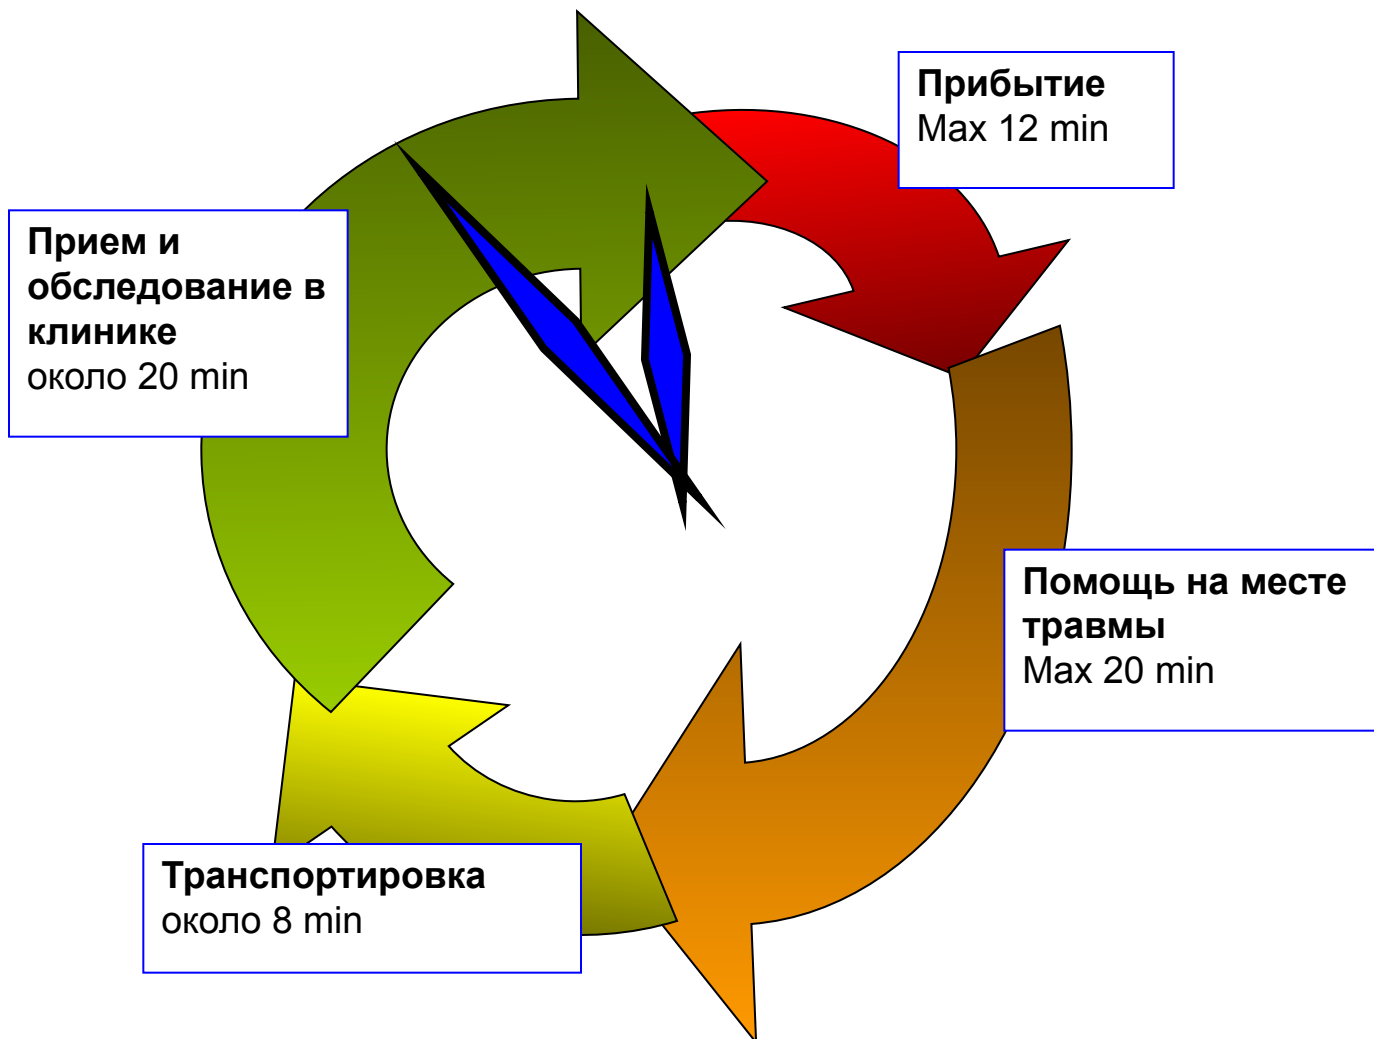 Прибытие
Max 12 min
Прием и
обследование в
клинике
около 20 min
Помощь на месте
травмы
Max 20 min
Транспортировка
около 8 min